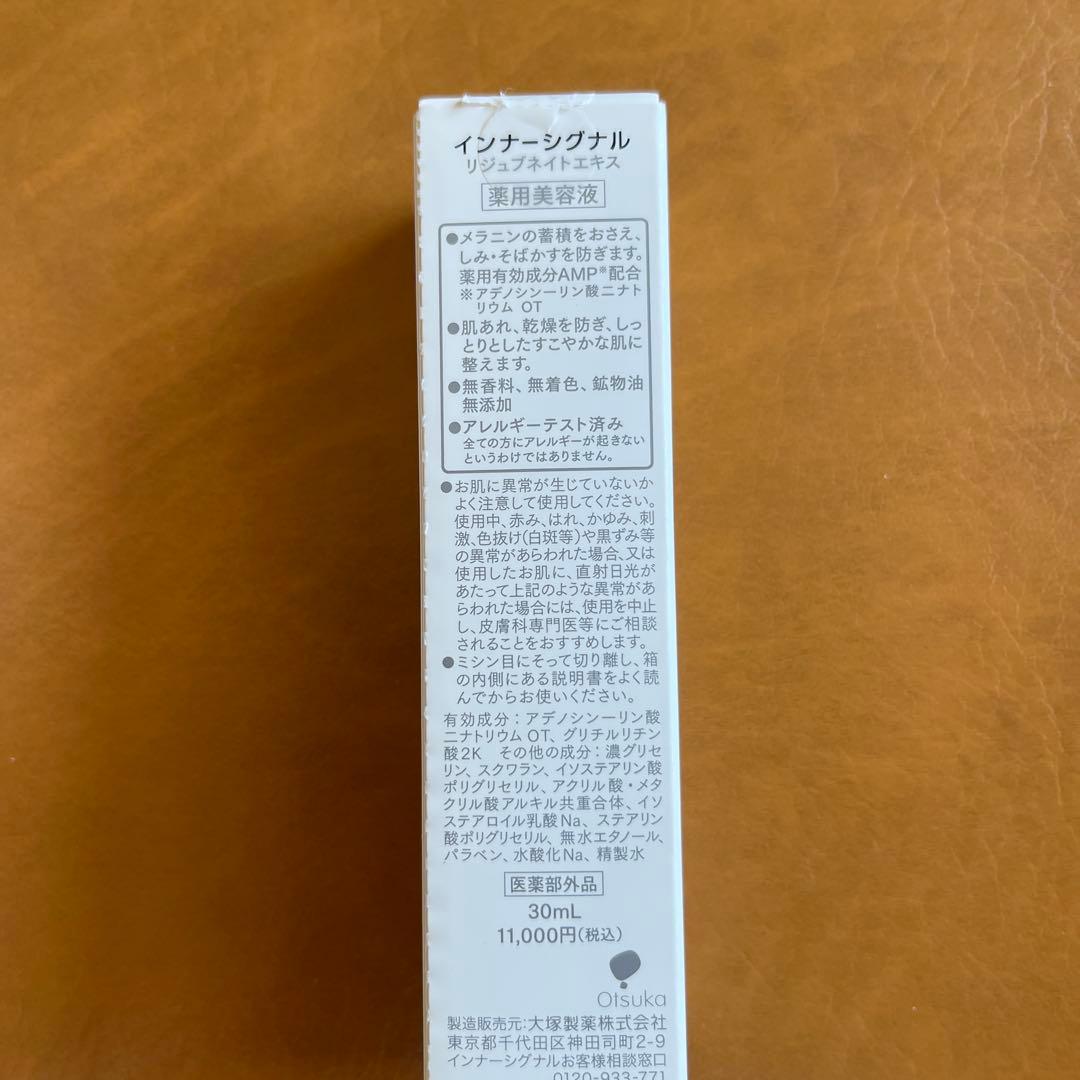 インナーシグナル
リジュブネイトエキス
薬用美容液
●メラニンの蓄積をおさえ、
しみ・そばかすを防ぎます。
薬用有効成分AMP※配合
※アデノシン一リン酸二ナト
リウム OT
●肌あれ、乾燥を防ぎ、しっ
とりとしたすこやかな肌に
整えます。
●無香料、無着色、鉱物油
無添加
●アレルギーテスト済み
全ての方にアレルギーが起きない
というわけではありません。
●お肌に異常が生じていないか
よく注意して使用してください。
使用中、赤み、はれ、かゆみ、刺
激、色抜け(白斑等)や黒ずみ等
の異常があらわれた場合、又は
使用したお肌に、直射日光が
あたって上記のような異常があ
らわれた場合には、使用を中止
し、皮膚科専門医等にご相談
されることをおすすめします。
●ミシン目にそって切り離し、箱
の内側にある説明書をよく読
んでからお使いください。
有効成分：アデノシン一リン酸
二ナトリウム OT、グリチルリチン
酸2K その他の成分：濃グリセ
リン、スクワラン、イソステアリン酸
ポリグリセリル、アクリル酸・メタ
クリル酸アルキル共重合体、イソ
ステアロイル乳酸Na、ステアリン
酸ポリグリセリル、無水エタノール、
パラベン、水酸化Na、精製水
医薬部外品
30mL
11,000円(税込)
Otsuka
製造販売元：大塚製薬株式会社
東京都千代田区神田司町2-9
インナーシグナルお客様相談窓口
0120-933-771